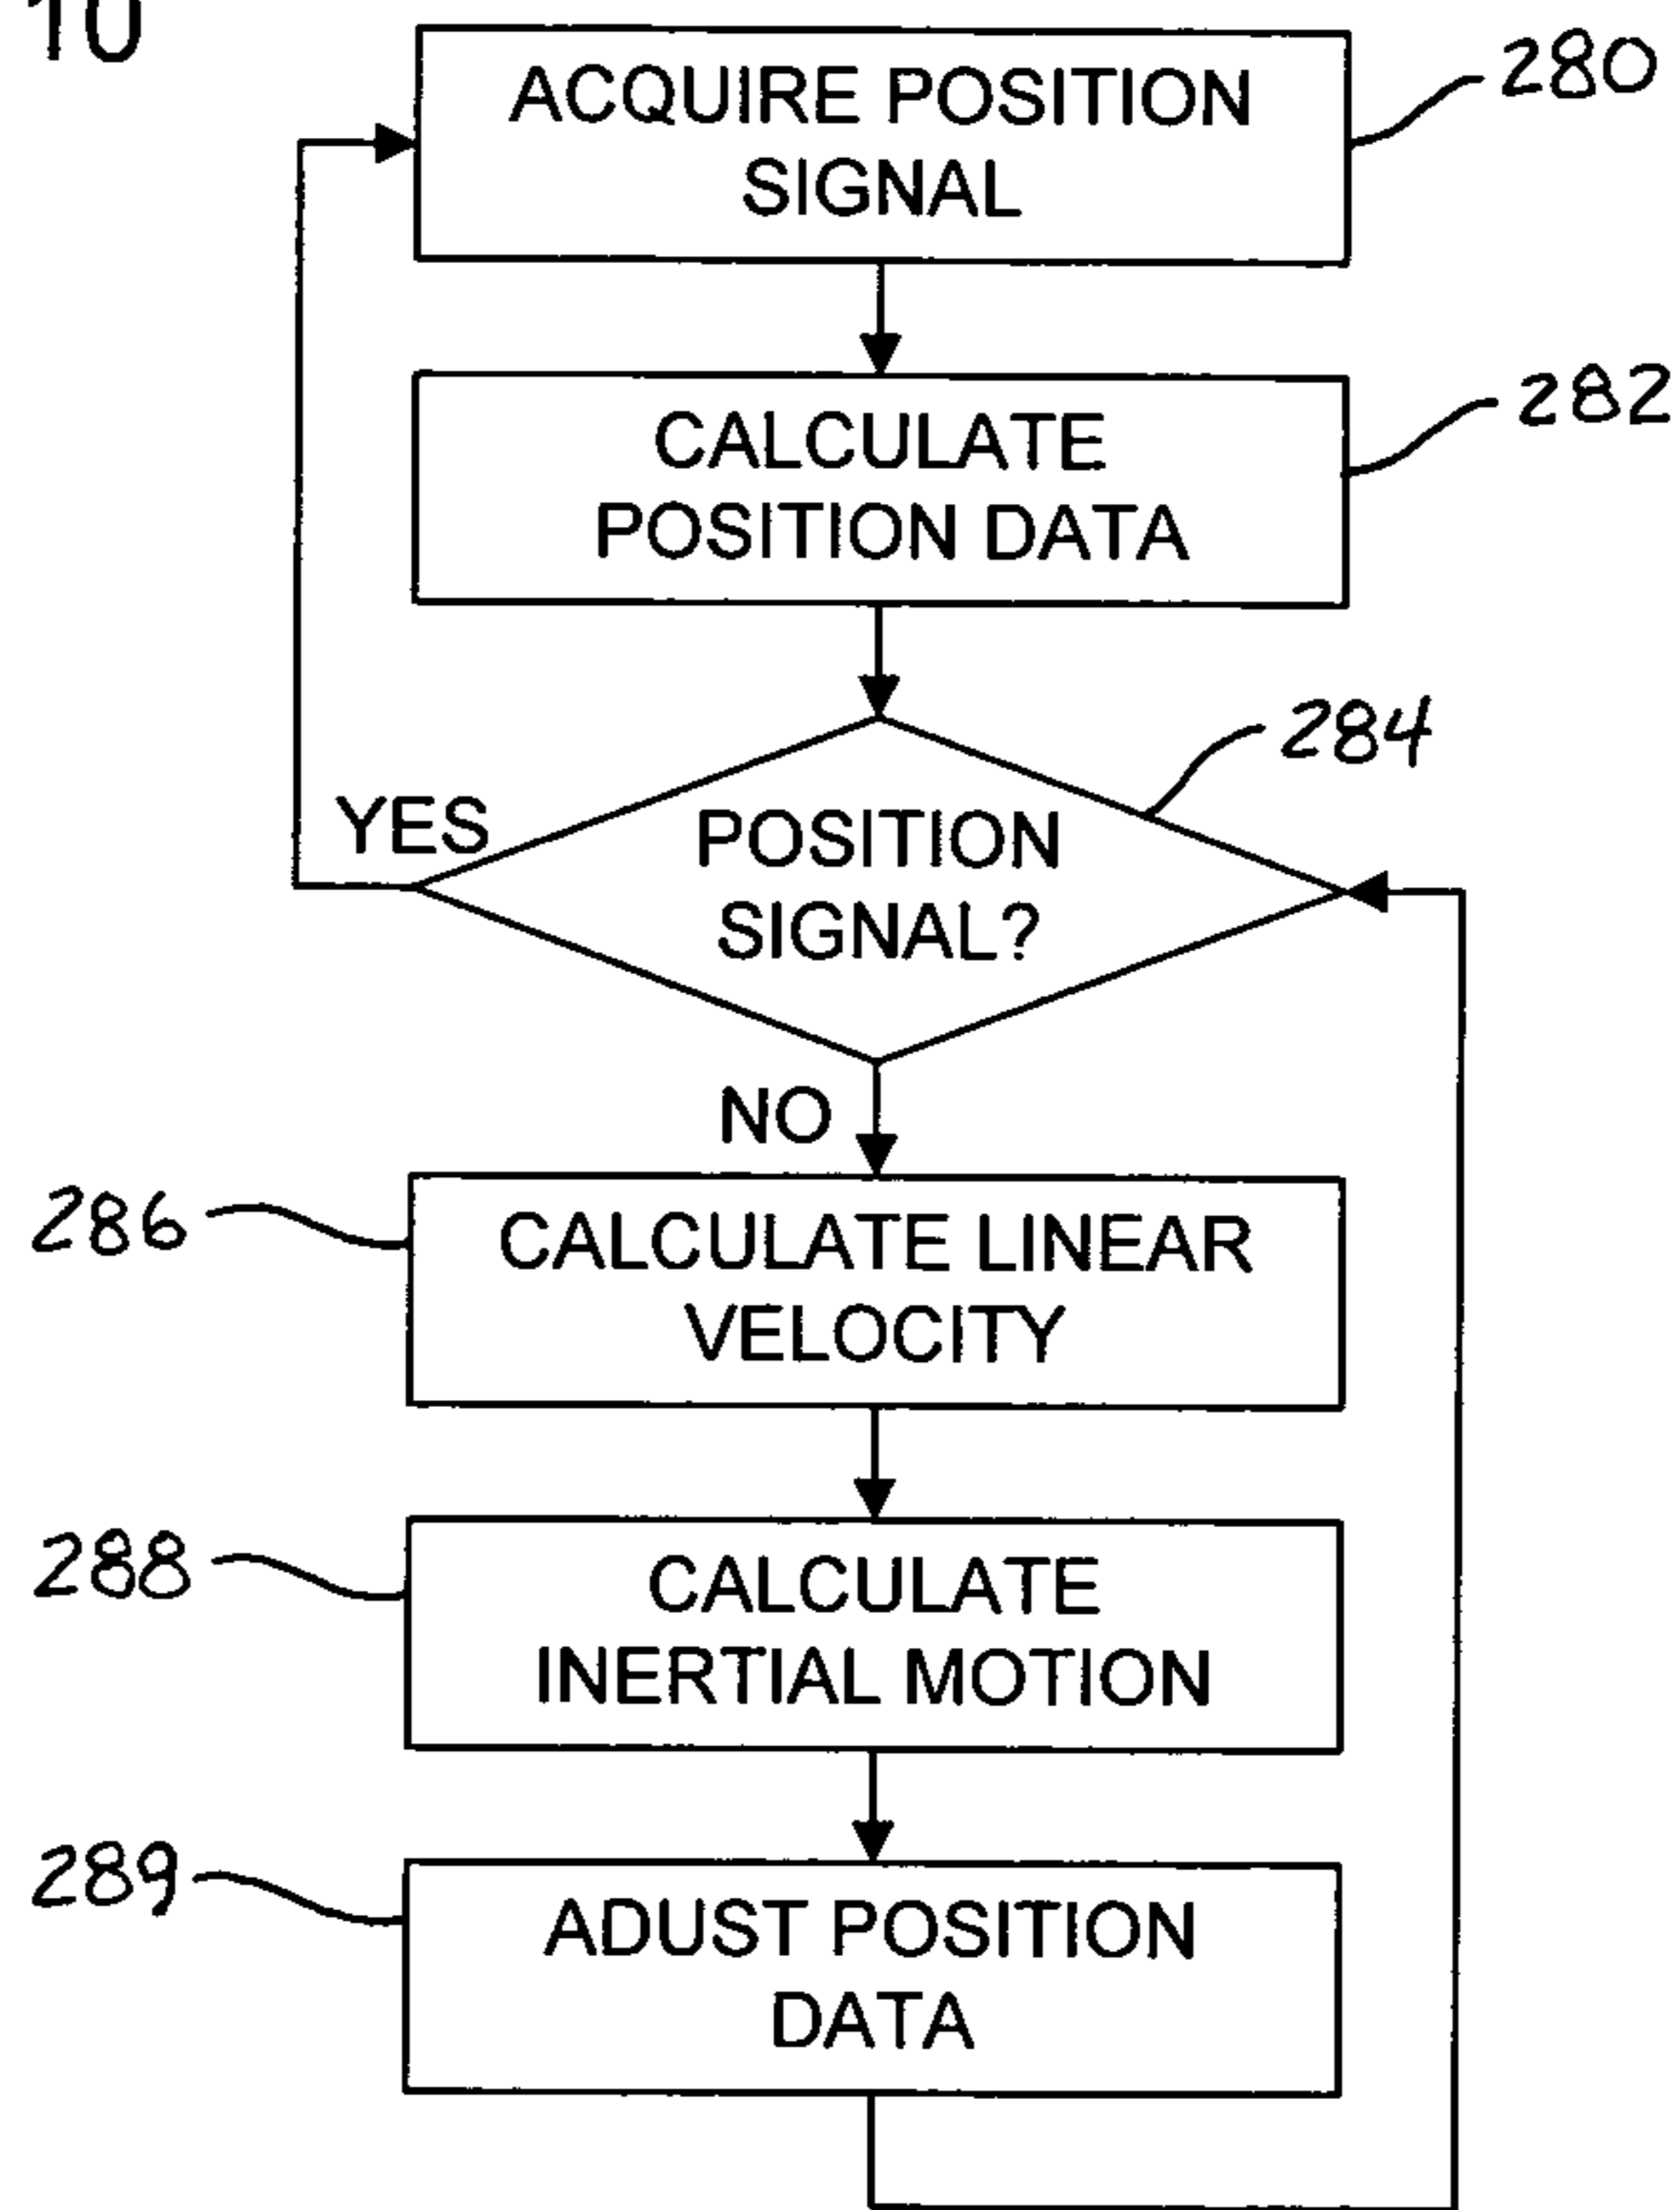 10
ACQUIRE POSITION
SIGNAL
280
CALCULATE
POSITION DATA
282
284
YES
POSITION
SIGNAL?
NO
286
CALCULATE LINEAR
VELOCITY
288
CALCULATE
INERTIAL MOTION
289
ADUST POSITION
DATA